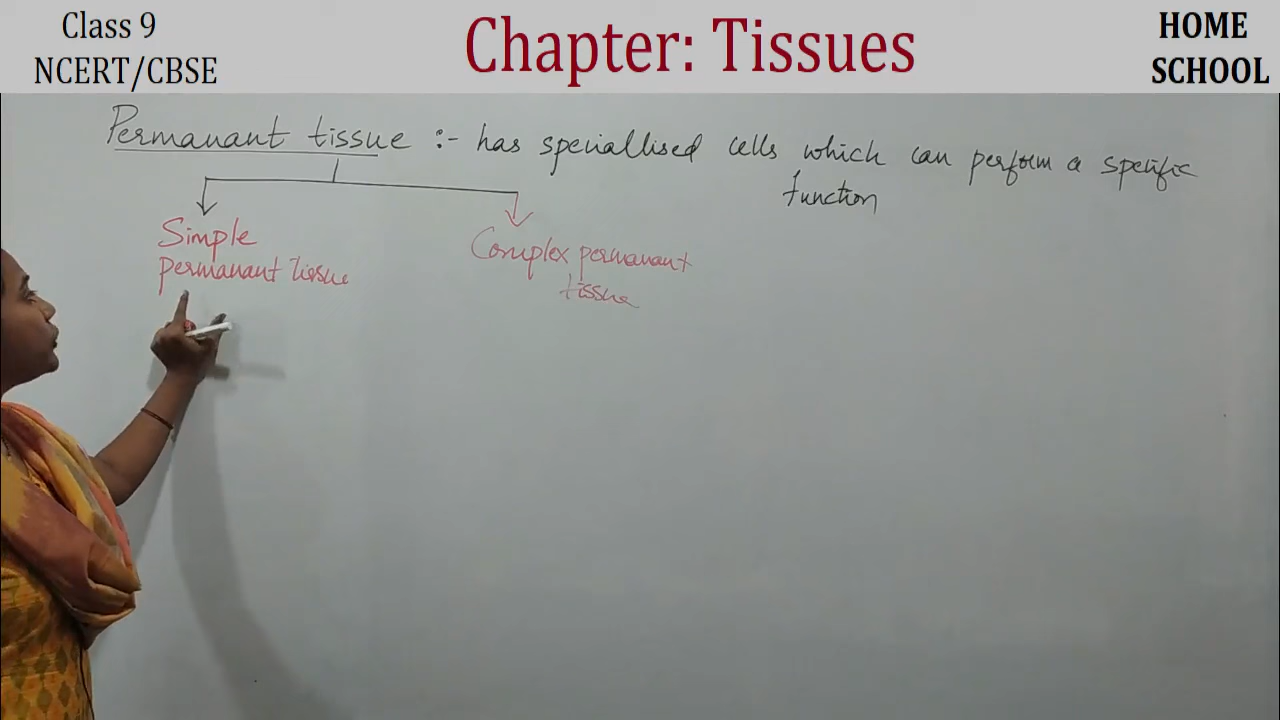 Class 9
NCERT/CBSE
Chapter: Tissues
HOME
SCHOOL
Permanant tissue :- has speciallised cells which can perform a specific
function
Simple
permanant Tissue
Complex permanant
tissue